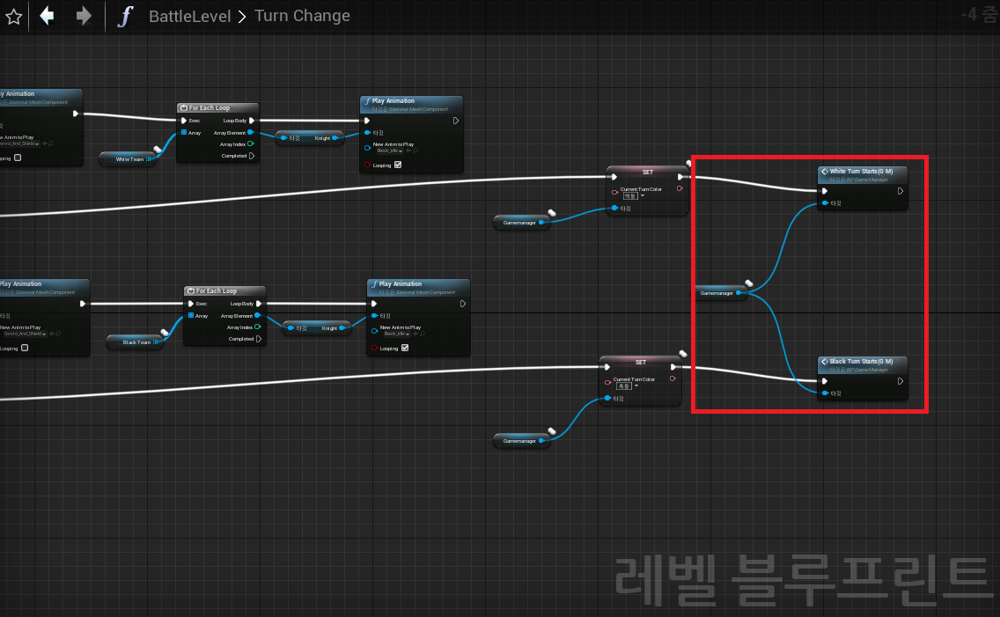 BattleLevel > Turn Change
-4 줌
Play Animation
타깃은 Skeletal Mesh Component
New Anim to Play
Sword_And_Shield
Looping
For Each Loop
Exec
Array
Loop Body
Array Element
Array Index
Completed
White Team
타깃 Knight
Play Animation
타깃은 Skeletal Mesh Component
타깃
New Anim to Play
Basic_idle
Looping
SET
Current Turn Color
백돌
타깃
Gamemanager
White Turn Starts(G M)
타깃은 BP Game Manager
타깃
Gamemanager
Play Animation
타깃은 Skeletal Mesh Component
타깃
New Anim to Play
Sword_And_Shield
Looping
For Each Loop
Exec
Array
Loop Body
Array Element
Array Index
Completed
Black Team
타깃 Knight
Play Animation
타깃은 Skeletal Mesh Component
타깃
New Anim to Play
Basic_idle
Looping
SET
Current Turn Color
흑돌
타깃
Gamemanager
Black Turn Starts(G M)
타깃은 BP Game Manager
타깃
레벨 블루프린트